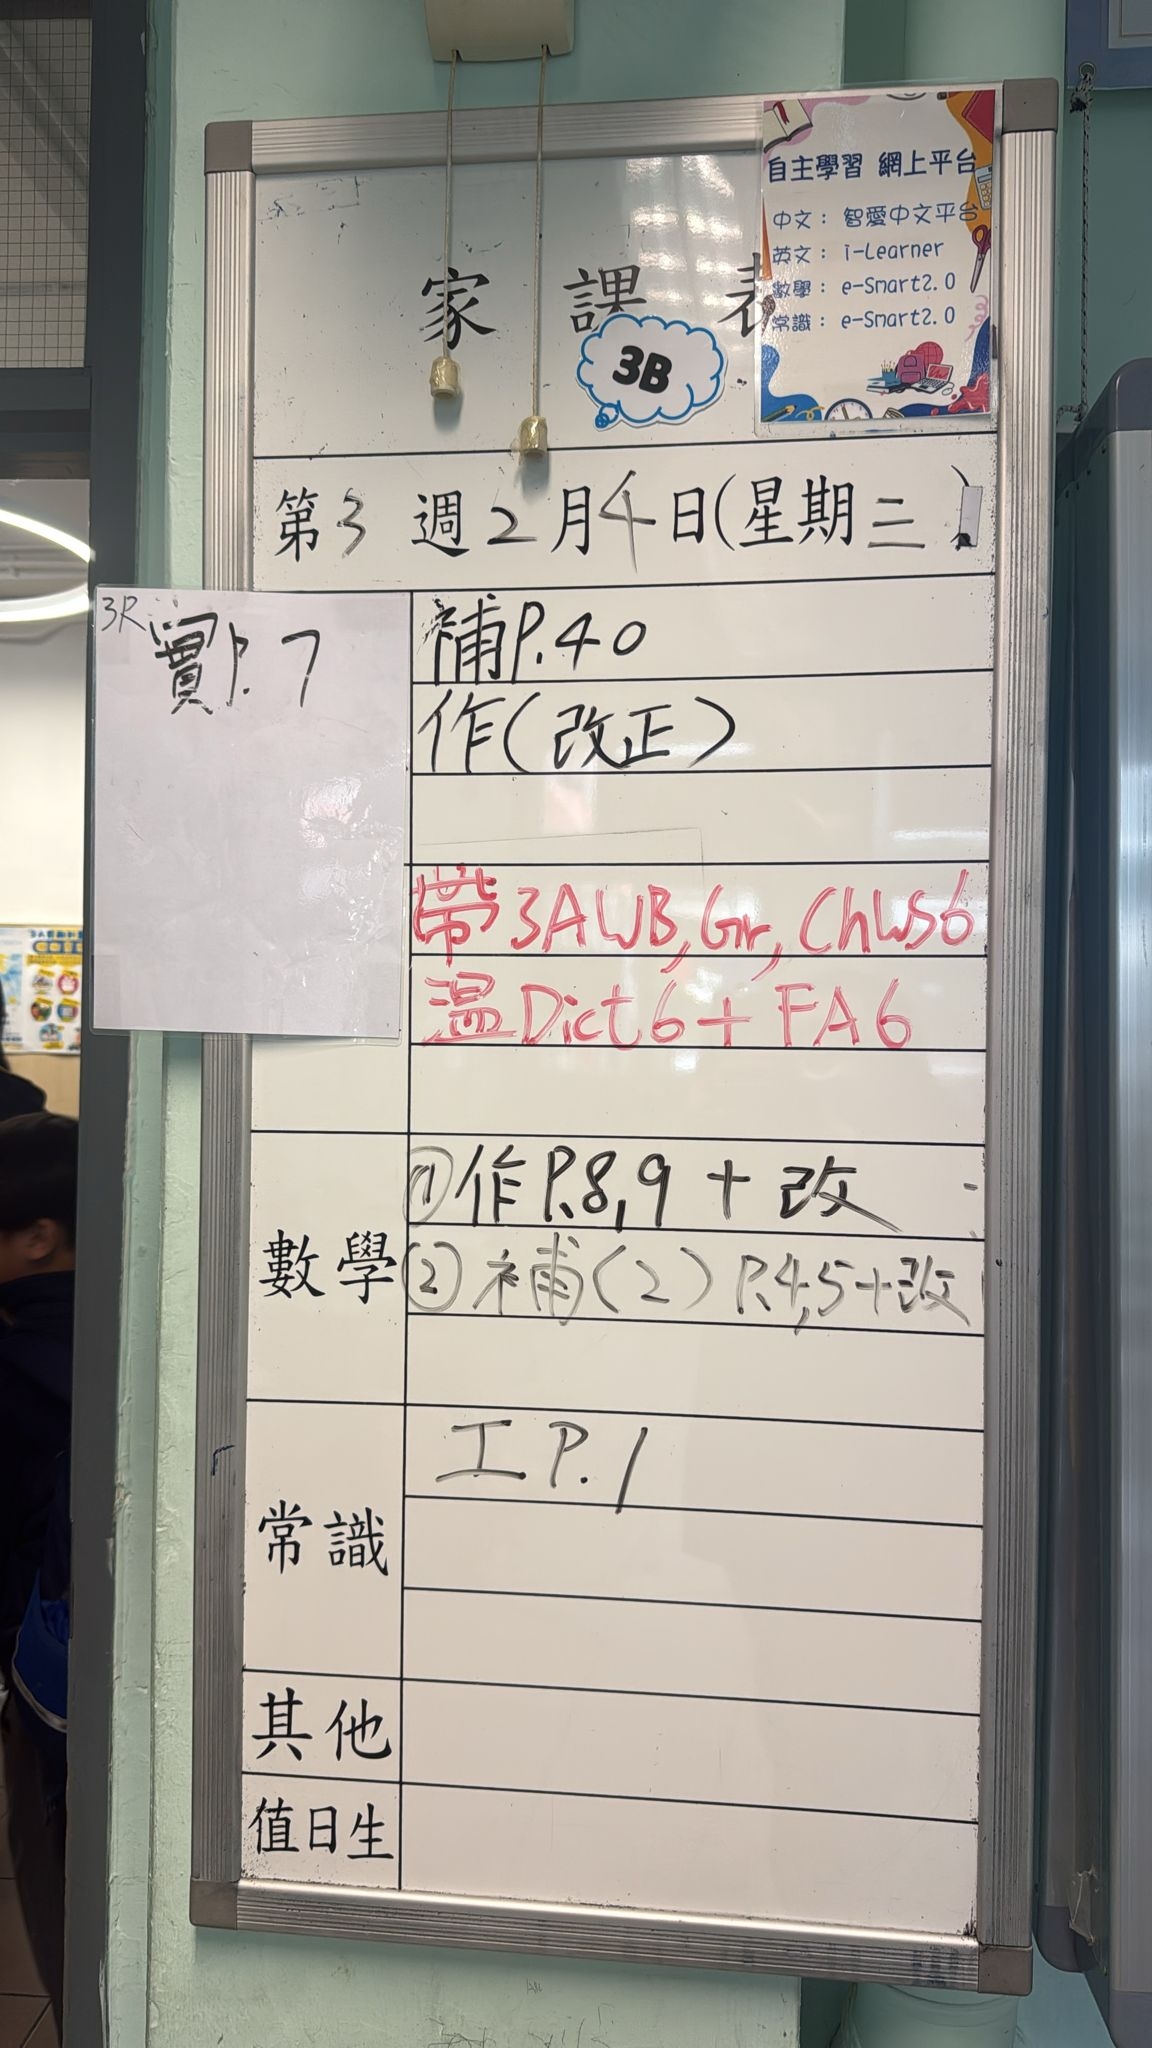 自主學習 網上平台
中文： 智愛中文平台
英文： i-Learner
數學： e-Smart2.0
常識： e-Smart2.0
家 課
3B
第3週2月4日(星期三)
3R
P.7
補P.40
作(改正)
帶3AWB,Gr,ChWS6
溫Dict6+FA6
數學
①作P.8,9+改
②補(2)P.4,5+改
常識
工P.1
其他
值日生